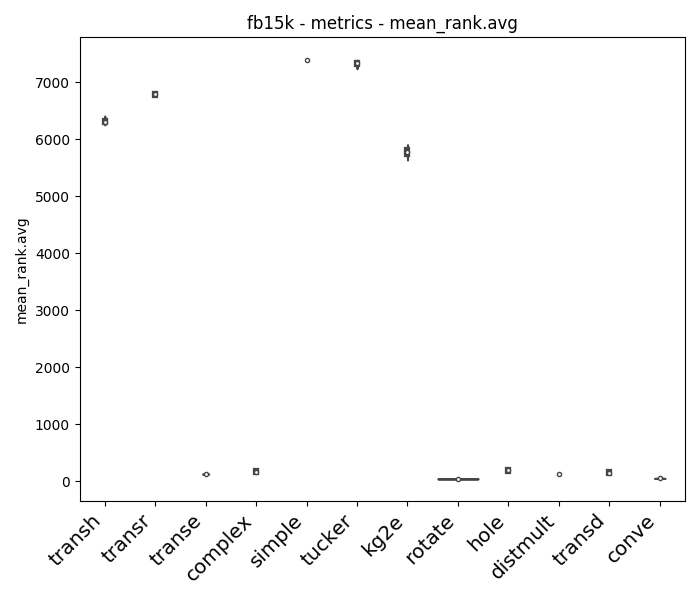 fb15k - metrics - mean_rank.avg
mean_rank.avg
7000
6000
5000
4000
3000
2000
1000
0
transh
transr
transe
complex
simple
tucker
kg2e
rotate
hole
distmult
transd
conve